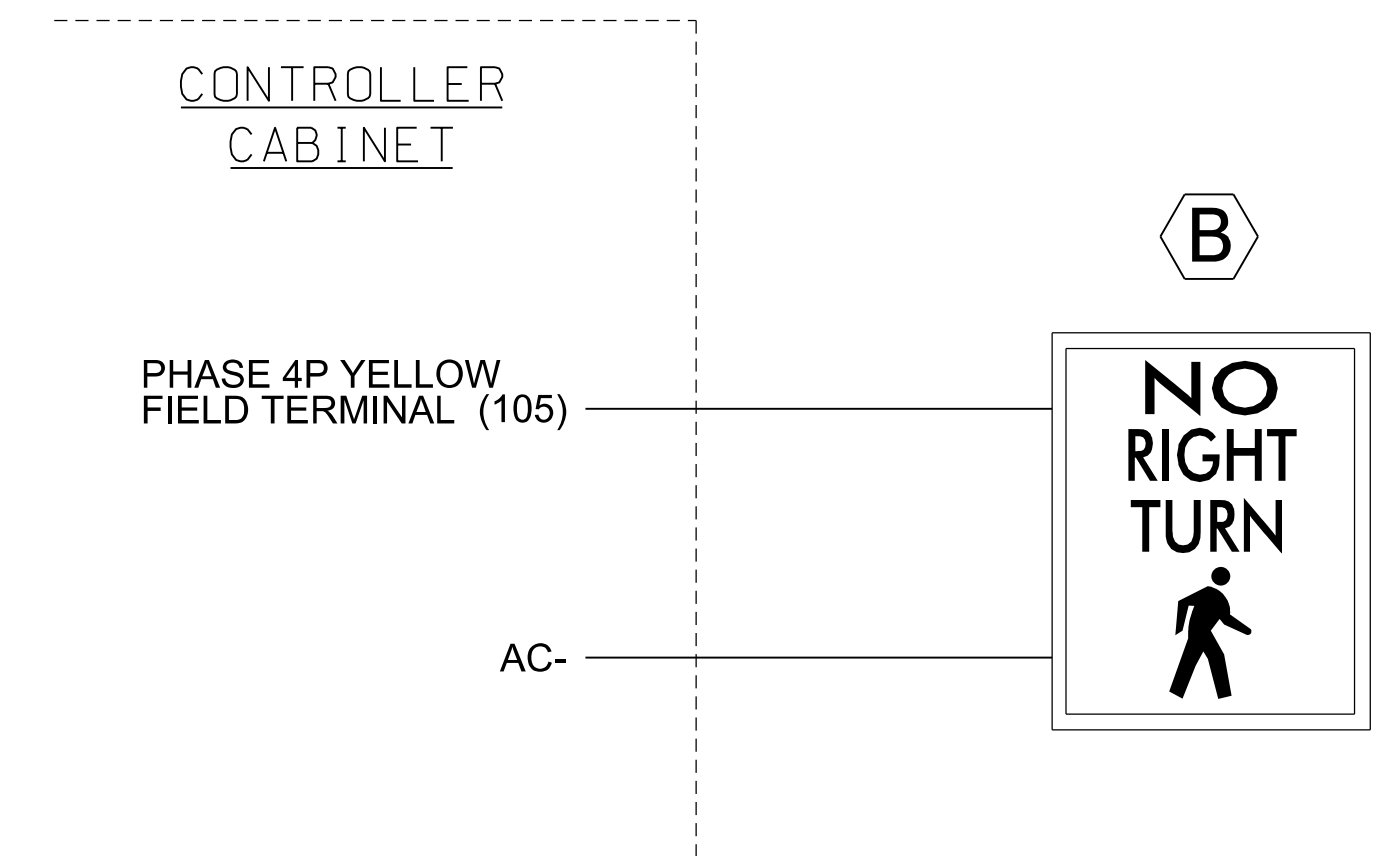 CONTROLLER
CABINET
B
PHASE 4P YELLOW
FIELD TERMINAL (105)
NO
RIGHT
TURN
AC-